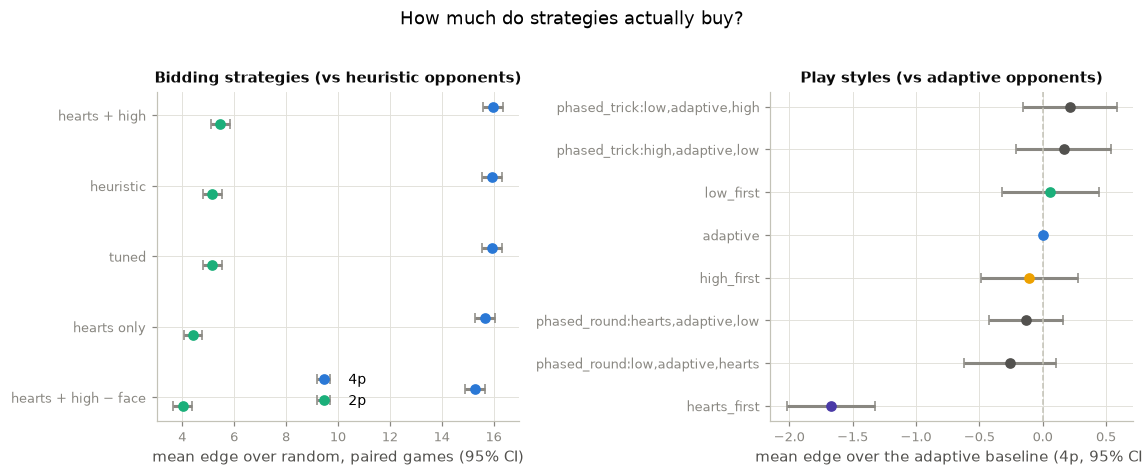 How much do strategies actually buy?
Bidding strategies (vs heuristic opponents)
hearts + high
heuristic
tuned
hearts only
hearts + high − face
4p
2p
4 6 8 10 12 14 16
mean edge over random, paired games (95% CI)
Play styles (vs adaptive opponents)
phased_trick:low,adaptive,high
phased_trick:high,adaptive,low
low_first
adaptive
high_first
phased_round:hearts,adaptive,low
phased_round:low,adaptive,hearts
hearts_first
−2.0 −1.5 −1.0 −0.5 0.0 0.5
mean edge over the adaptive baseline (4p, 95% CI